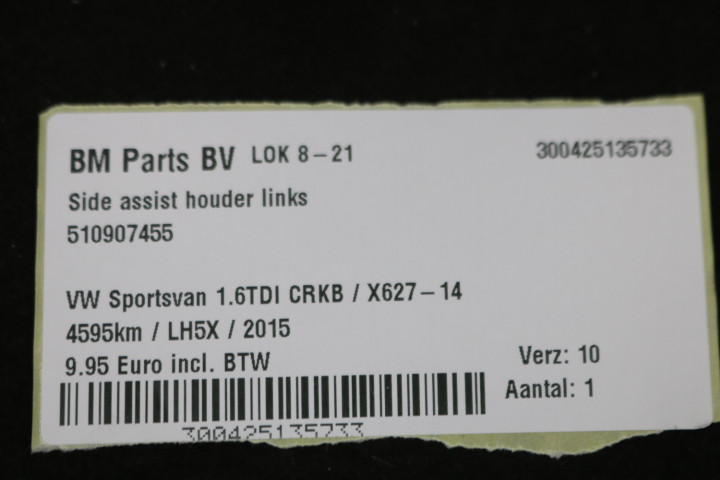 BM Parts BV LOK 8-21 300425135733
Side assist houder links
510907455
VW Sportsvan 1.6TDI CRKB / X627-14
4595km / LH5X / 2015
9.95 Euro incl. BTW Verz: 10
Aantal: 1
300425135733